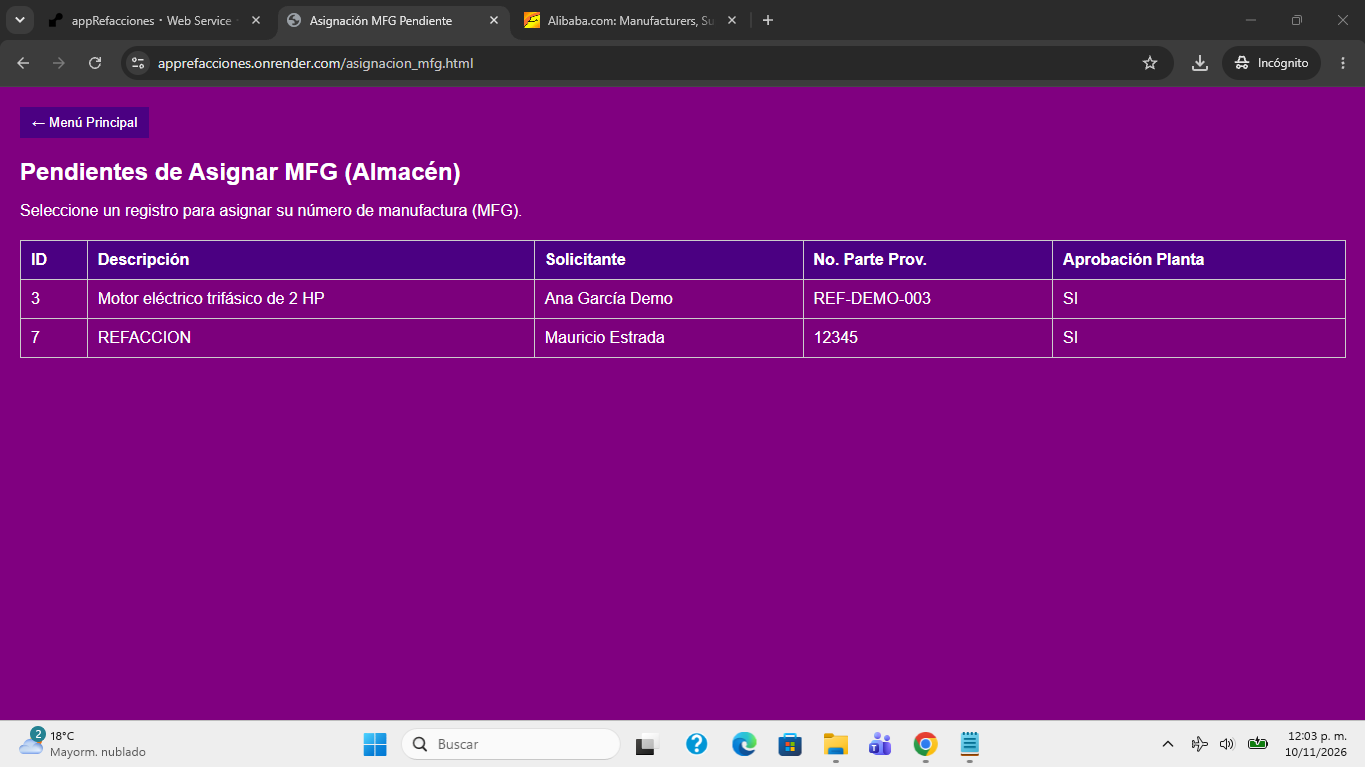 appRefacciones · Web Service
Asignación MFG Pendiente
Alibaba.com: Manufacturers, Su
apprefacciones.onrender.com/asignacion_mfg.html
Incógnito
← Menú Principal
Pendientes de Asignar MFG (Almacén)
Seleccione un registro para asignar su número de manufactura (MFG).
ID Descripción Solicitante No. Parte Prov. Aprobación Planta
3 Motor eléctrico trifásico de 2 HP Ana García Demo REF-DEMO-003 SI
7 REFACCION Mauricio Estrada 12345 SI
2
18°C
Mayorm. nublado
Buscar
12:03 p. m.
10/11/2026